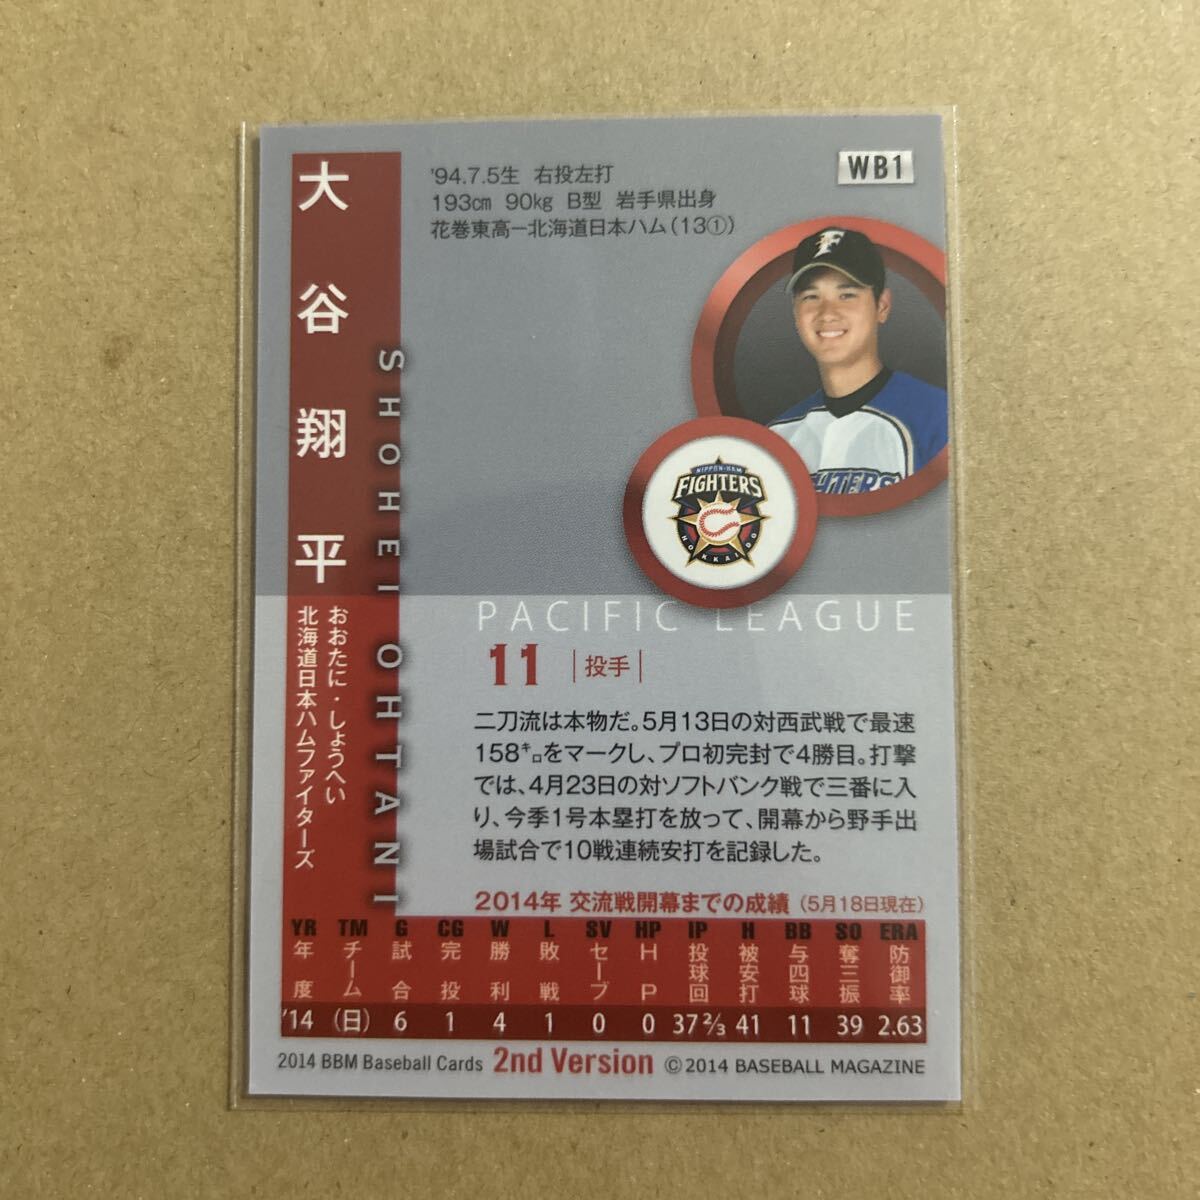 WB1
'94.7.5生 右投左打
193cm 90kg B型 岩手県出身
花巻東高－北海道日本ハム(13①)
大谷翔平
SHOHEI OHTANI
おおたに・しょうへい
北海道日本ハムファイターズ
F
FIGHTERS
NIPPON-HAM
FIGHTERS
HOKKAIDO
PACIFIC LEAGUE
11 |投手|
二刀流は本物だ。5月13日の対西武戦で最速
158㌔をマークし、プロ初完封で4勝目。打撃
では、4月23日の対ソフトバンク戦で三番に入
り、今季1号本塁打を放って、開幕から野手出
場試合で10戦連続安打を記録した。
2014年 交流戦開幕までの成績 (5月18日現在)
YR TM G CG W L SV HP IP H BB SO ERA
年度 チーム 試合 完投 勝利 敗戦 セーブ HP 投球回 被安打 与四球 奪三振 防御率
'14 (日) 6 1 4 1 0 0 37 2/3 41 11 39 2.63
2014 BBM Baseball Cards 2nd Version ©2014 BASEBALL MAGAZINE